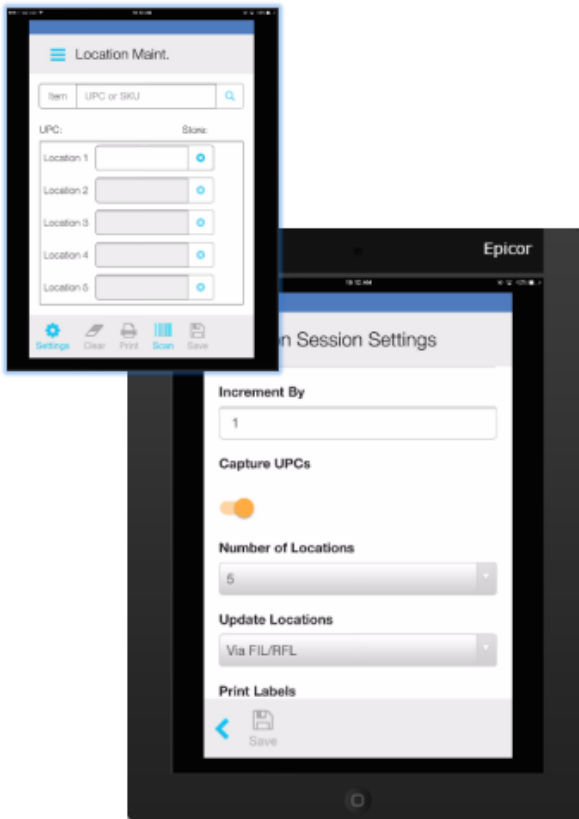 Location Maint.
Item UPC or SKU
UPC: Store:
Location 1
Location 2
Location 3
Location 4
Location 5
Settings Clear Print Scan Save
Epicor
n Session Settings
Increment By
1
Capture UPCs
Number of Locations
5
Update Locations
Via FIL/RFL
Print Labels
Save